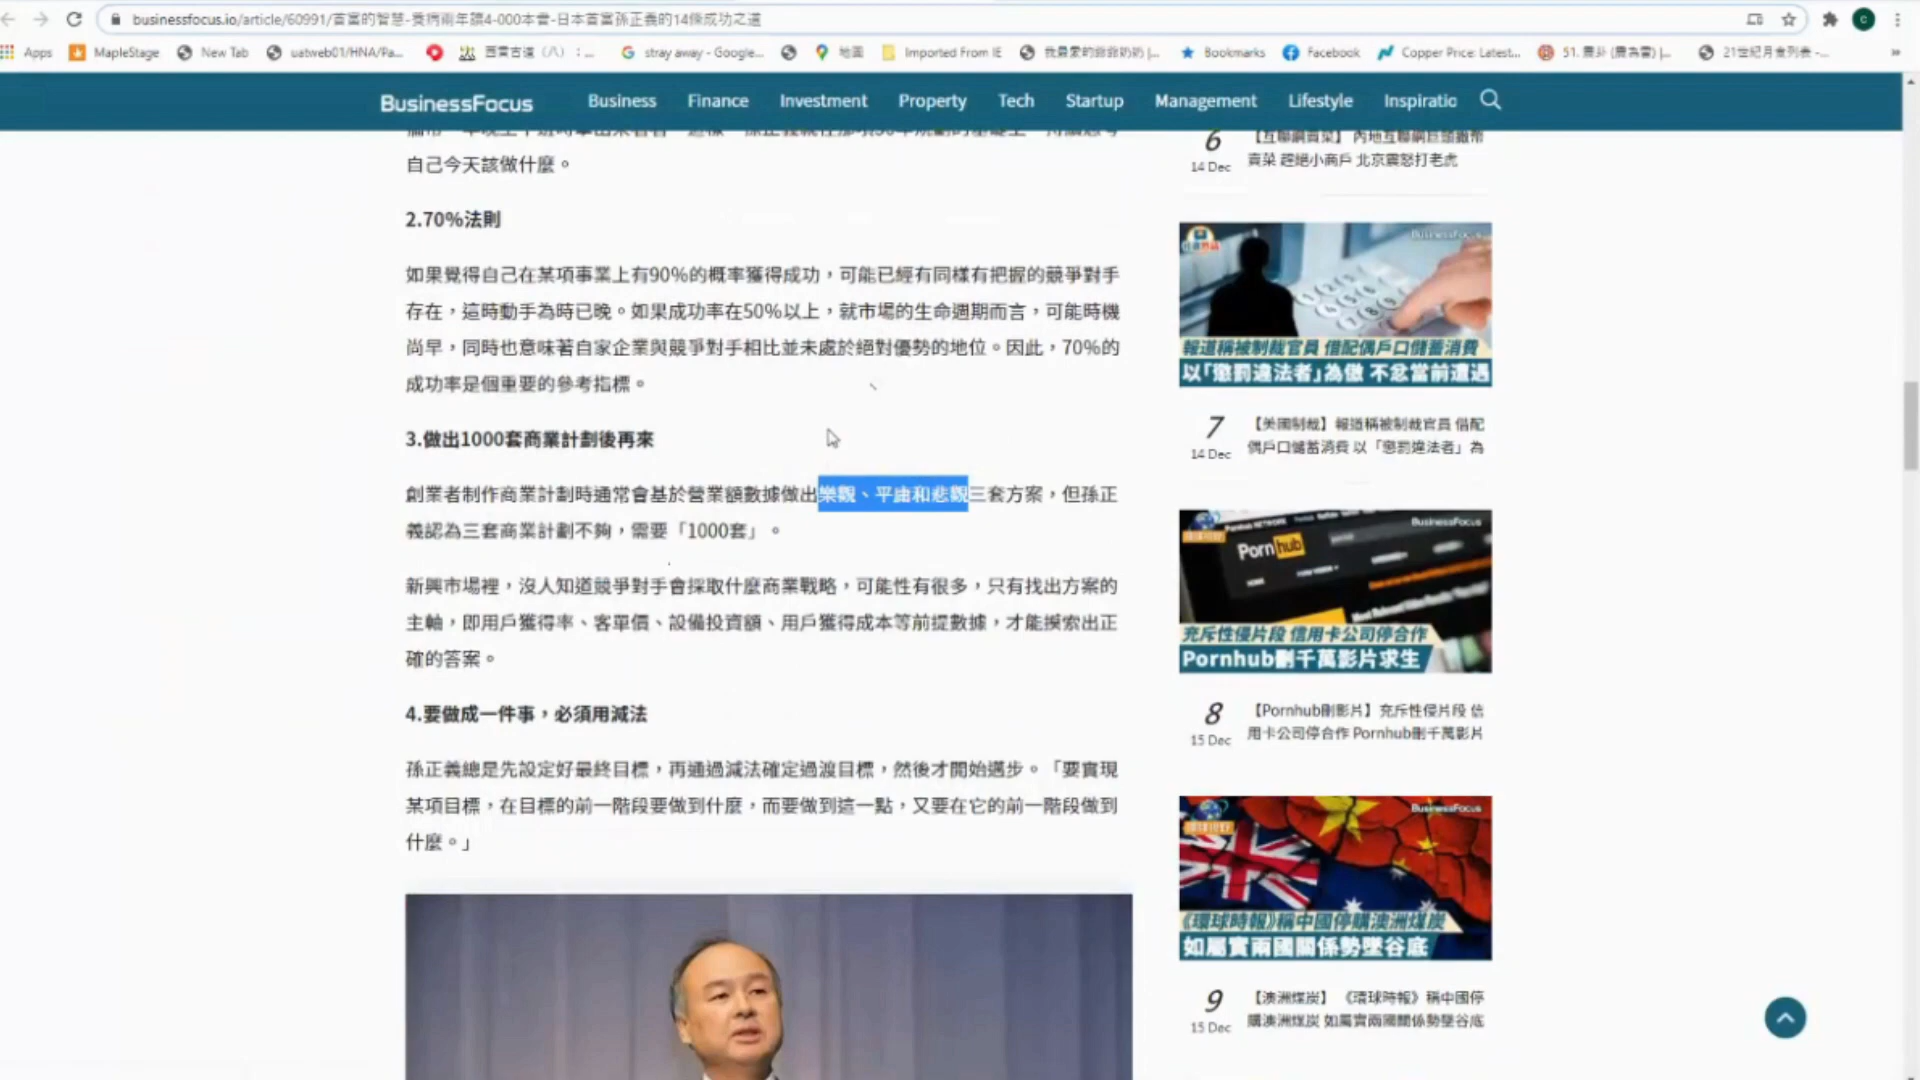 businessfocus.io/article/60991/首富的智慧-養病兩年讀4-000本書-日本首富孫正義的14條成功之道
Apps MapleStage New Tab uatweb01/HNA/Pa... 西票古道（八）：... stray away - Google... 地圖 Imported From IE 我最愛的爺爺奶奶 |... Bookmarks Facebook Copper Price: Latest... 51. 震卦 (震為雷) |... 21世紀月食列表 -... »
BusinessFocus Business Finance Investment Property Tech Startup Management Lifestyle Inspiratio
自己今天該做什麼。
2.70%法則
如果覺得自己在某項事業上有90%的概率獲得成功，可能已經有同樣有把握的競爭對手
存在，這時動手為時已晚。如果成功率在50%以上，就市場的生命週期而言，可能時機
尚早，同時也意味著自家企業與競爭對手相比並未處於絕對優勢的地位。因此，70%的
成功率是個重要的參考指標。
3.做出1000套商業計劃後再來
創業者制作商業計劃時通常會基於營業額數據做出樂觀、平庸和悲觀三套方案，但孫正
義認為三套商業計劃不夠，需要「1000套」。
新興市場裡，沒人知道競爭對手會採取什麼商業戰略，可能性有很多，只有找出方案的
主軸，即用戶獲得率、客單價、設備投資額、用戶獲得成本等前提數據，才能摸索出正
確的答案。
4.要做成一件事，必須用減法
孫正義總是先設定好最終目標，再通過減法確定過渡目標，然後才開始邁步。「要實現
某項目標，在目標的前一階段要做到什麼，而要做到這一點，又要在它的前一階段做到
什麼。」
6
14 Dec
【互聯網賣菜】 內地互聯網巨頭撒幣
賣菜 趕絕小商戶 北京震怒打老虎
BusinessFocus
報道稱被制裁官員 借配偶戶口儲蓄消費
以「懲罰違法者」為傲 不忿當前遭遇
7
14 Dec
【美國制裁】報道稱被制裁官員 借配
偶戶口儲蓄消費 以「懲罰違法者」為
BusinessFocus
Pornhub
充斥性侵片段 信用卡公司停合作
Pornhub刪千萬影片求生
8
15 Dec
【Pornhub刪影片】充斥性侵片段 信
用卡公司停合作 Pornhub刪千萬影片
BusinessFocus
《環球時報》稱中國停購澳洲煤炭
如屬實兩國關係勢墜谷底
9
15 Dec
【澳洲煤炭】 《環球時報》稱中國停
購澳洲煤炭 如屬實兩國關係勢墜谷底